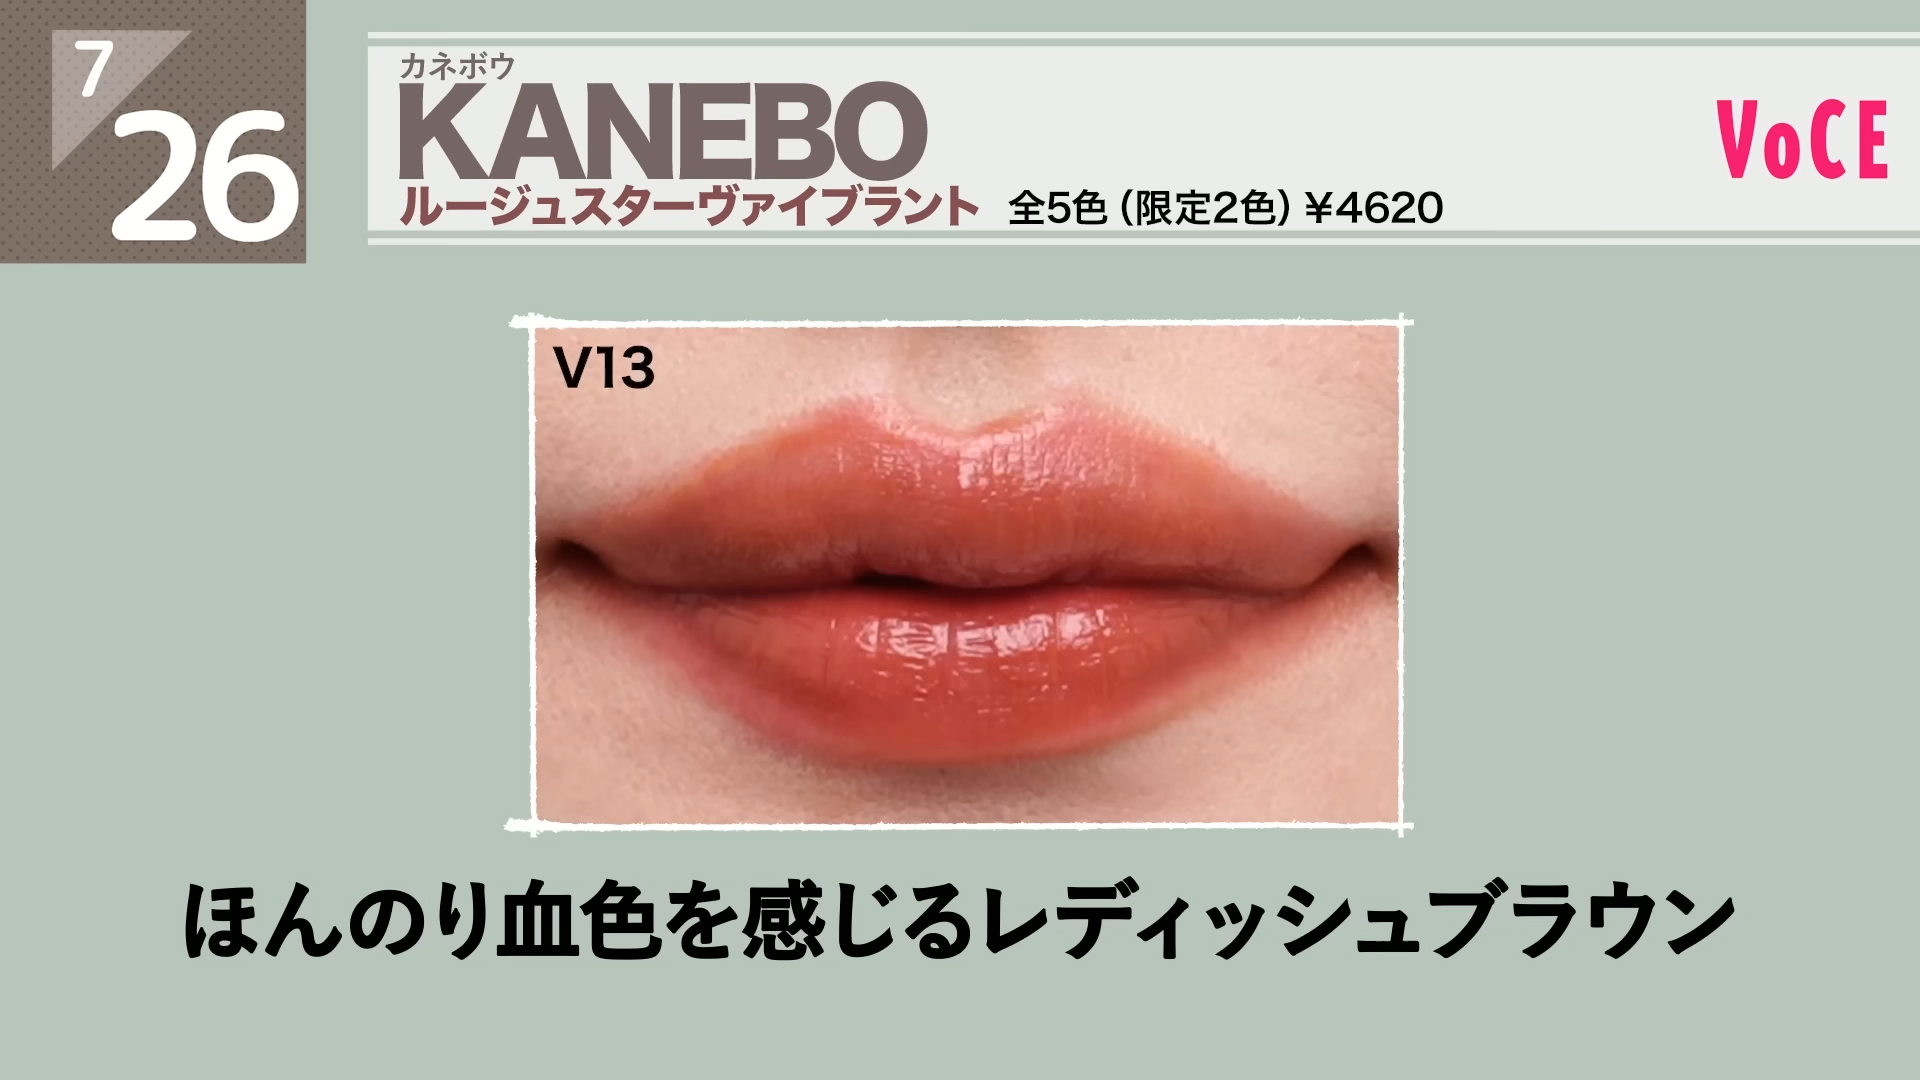 7
26
カネボウ
KANEBO
ルージュスターヴァイブラント 全5色 (限定2色) ¥4620
VoCE
V13
ほんのり血色を感じるレディッシュブラウン